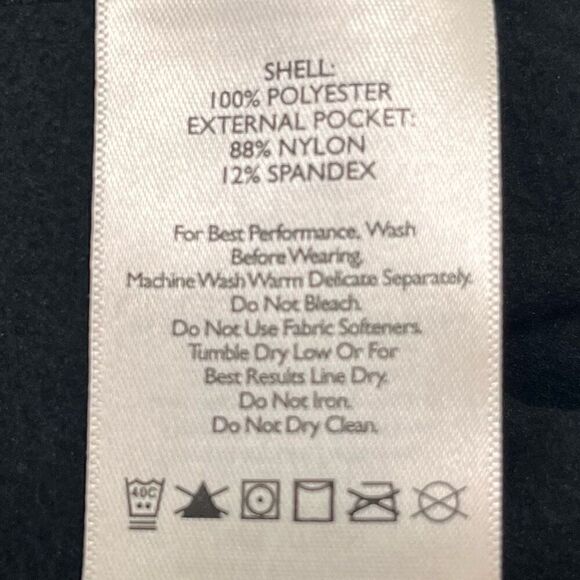 SHELL:
100% POLYESTER
EXTERNAL POCKET:
88% NYLON
12% SPANDEX
For Best Performance, Wash
Before Wearing.
Machine Wash Warm Delicate Separately.
Do Not Bleach.
Do Not Use Fabric Softeners.
Tumble Dry Low Or For
Best Results Line Dry.
Do Not Iron.
Do Not Dry Clean.
40C